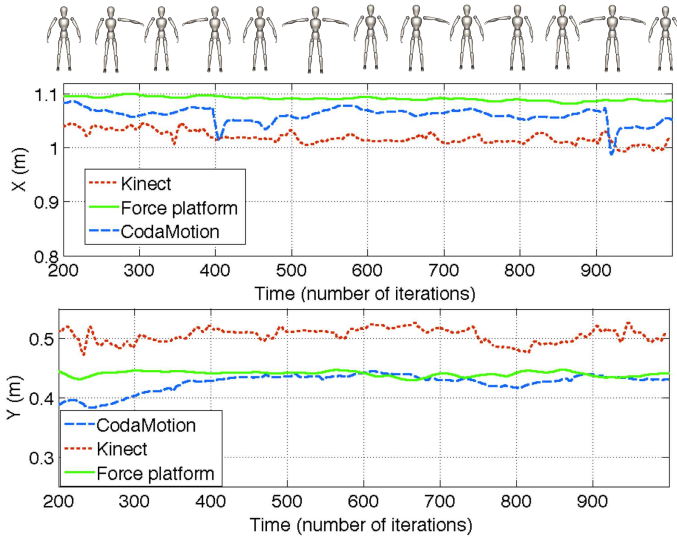 X (m)
1.1
1
0.9
0.8
Kinect
Force platform
CodaMotion
200 300 400 500 600 700 800 900
Time (number of iterations)
Y (m)
0.5
0.4
0.3
CodaMotion
Kinect
Force platform
200 300 400 500 600 700 800 900
Time (number of iterations)